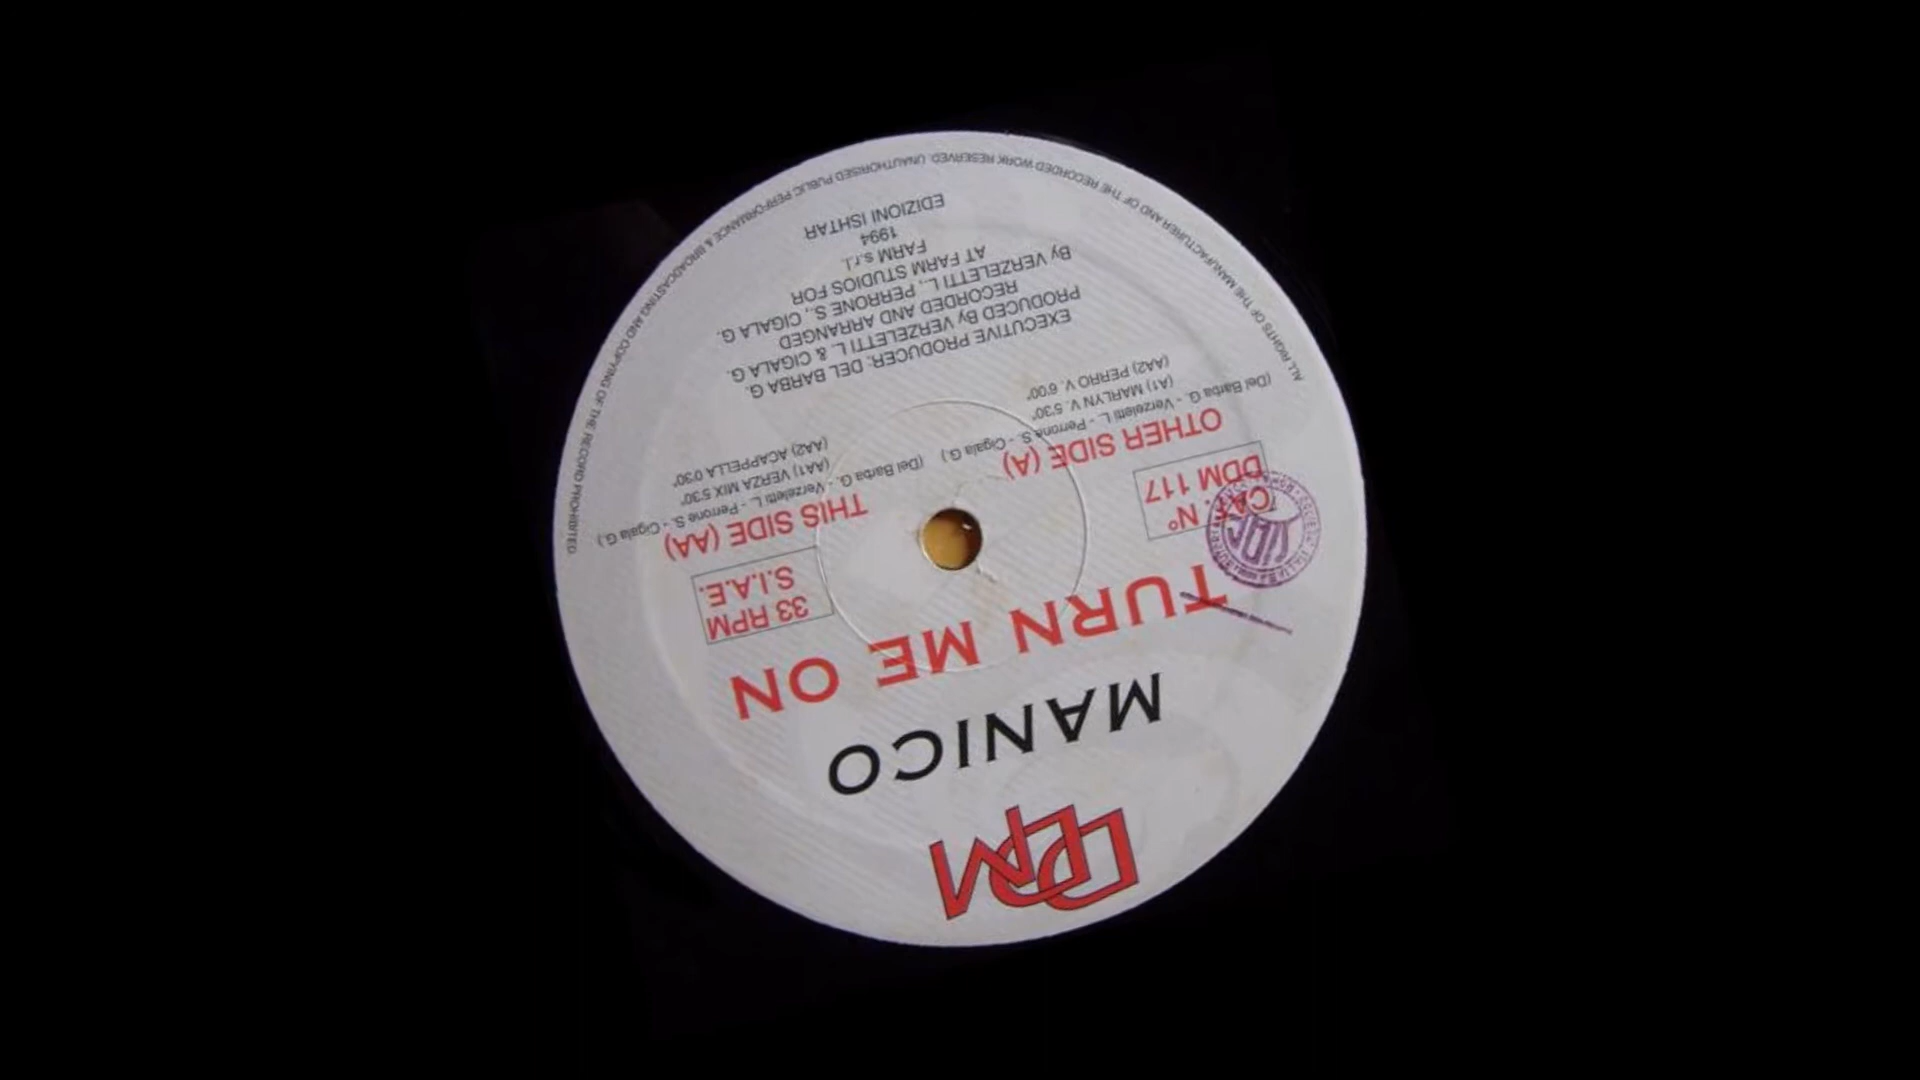 DDM
MANICO
TURN ME ON
33 RPM
S.I.A.E.
CAT. N°
DDM 117
THIS SIDE (AA)
(Del Barba G. - Verzeletti L. - Perrone S. - Cigala G.)
(AA1) VERZA MIX 5'30"
(AA2) ACAPPELLA 0'30"
OTHER SIDE (A)
(Del Barba G. - Verzeletti L. - Perrone S. - Cigala G.)
(A1) MARLYN V. 5'30"
(AA2) PERRO V. 6'00"
EXECUTIVE PRODUCER: DEL BARBA G.
PRODUCED By VERZELETTI L. & CIGALA G.
RECORDED AND ARRANGED
By VERZELETTI L., PERRONE S., CIGALA G.
AT FARM STUDIOS FOR
FARM s.r.l.
1994
EDIZIONI ISHTAR
ALL RIGHTS OF THE MANUFACTURER AND OF THE RECORDED WORK RESERVED. UNAUTHORISED PUBLIC PERFORMANCE & BROADCASTING AND COPYING OF THE RECORD PROHIBITED.